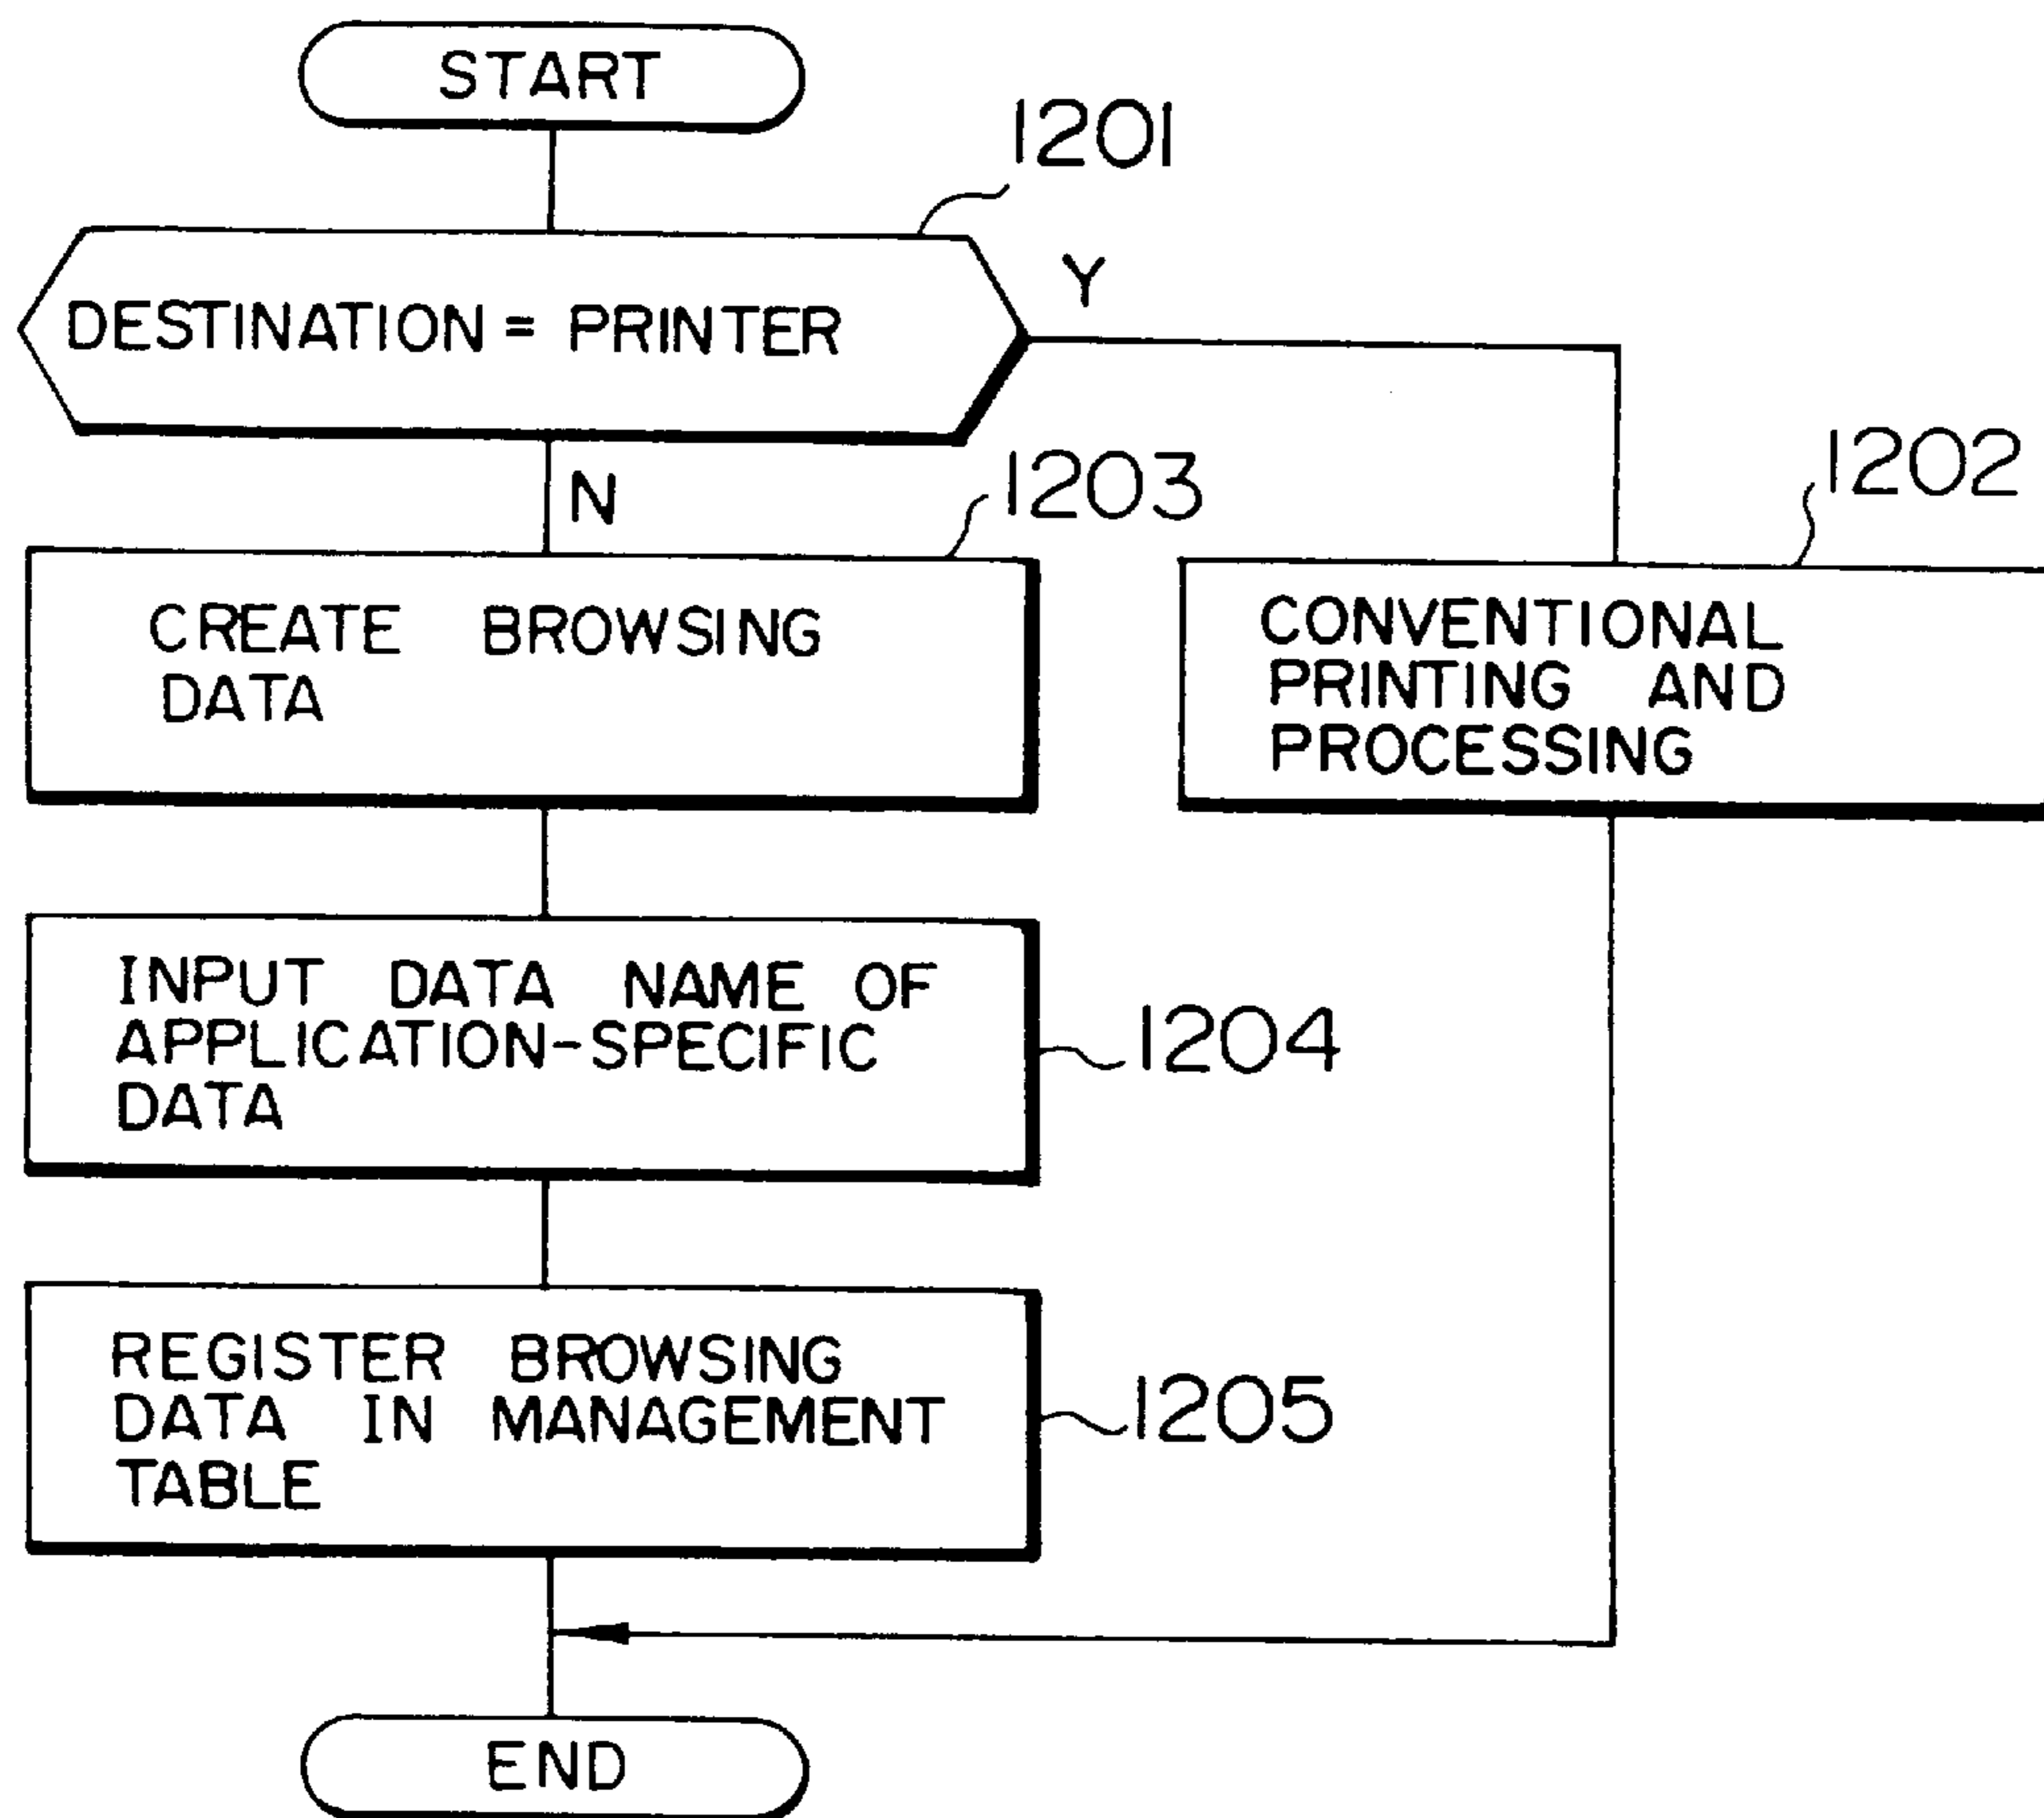 START
1201
DESTINATION = PRINTER
Y
N
1203
1202
CREATE BROWSING
DATA
CONVENTIONAL
PRINTING AND
PROCESSING
INPUT DATA NAME OF
APPLICATION-SPECIFIC
DATA
1204
REGISTER BROWSING
DATA IN MANAGEMENT
TABLE
1205
END